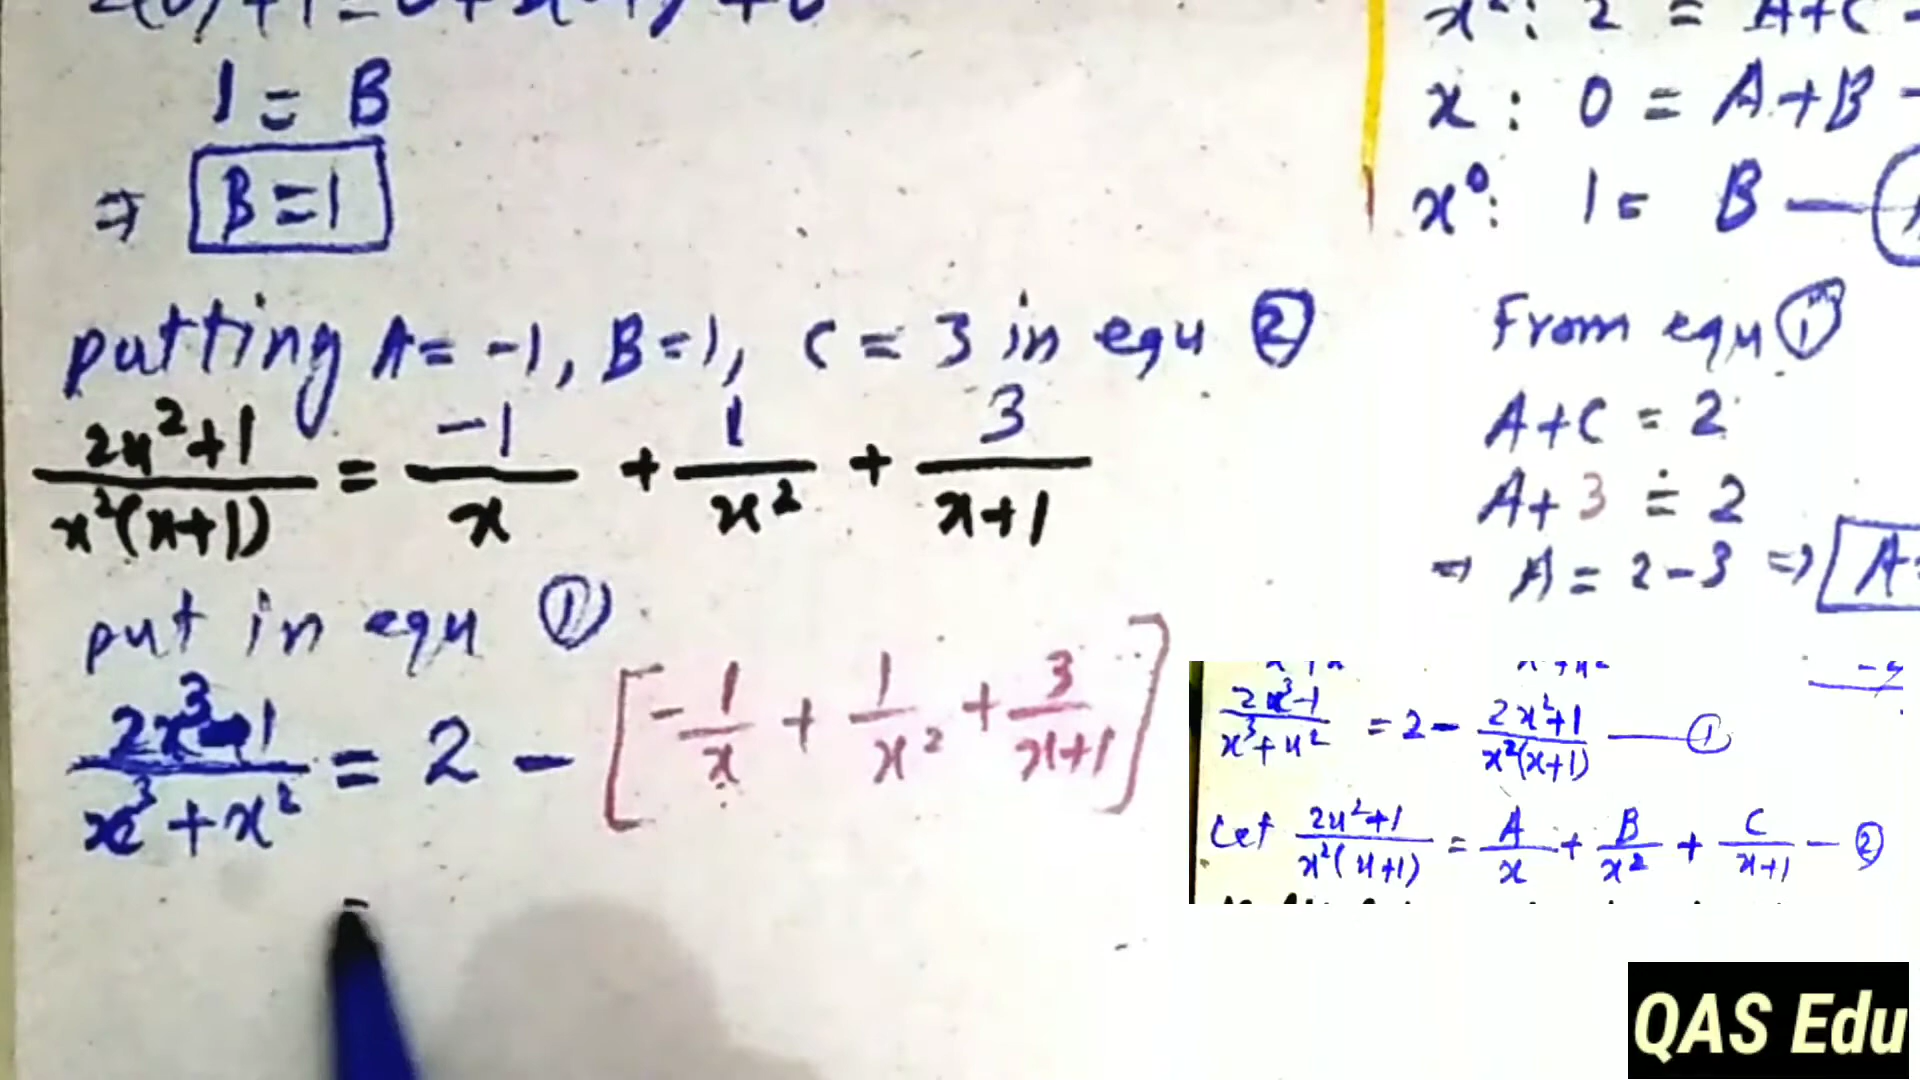 1 = B
⇒ B = 1
putting A = -1, B = 1, C = 3 in equ ②
2x²+1 / x²(x+1) = -1/x + 1/x² + 3/(x+1)
put in equ ①
2x³-1 / x³+x² = 2 - [-1/x + 1/x² + 3/(x+1)]
=
x²: 2 = A+C -
x : 0 = A+B -
x⁰: 1 = B —
From equ ①
A+C = 2
A+3 = 2
⇒ A = 2-3 ⇒ A
2x³-1 / x³+x² = 2 - 2x²+1 / x²(x+1) — ①
Let 2x²+1 / x²(x+1) = A/x + B/x² + C/(x+1) — ②
QAS Edu